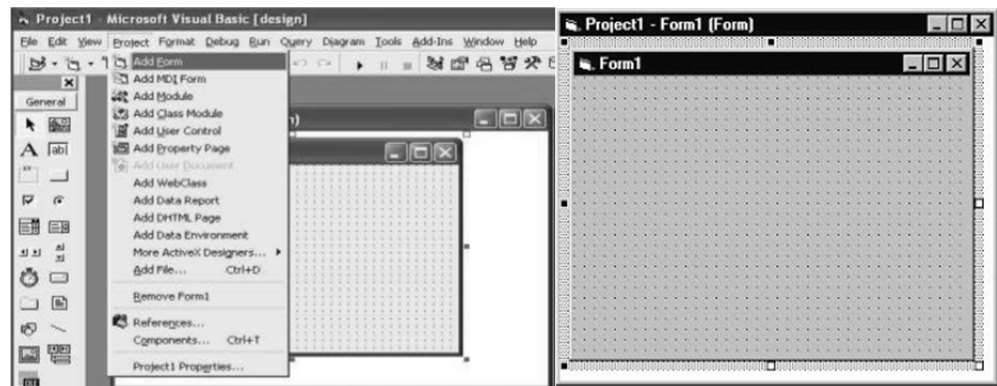 Project1 - Microsoft Visual Basic [design]
File Edit View Project Format Debug Run Query Diagram Tools Add-Ins Window Help
General
Add Form
Add MDI Form
Add Module
Add Class Module
Add User Control
Add Property Page
Add User Document
Add WebClass
Add Data Report
Add DHTML Page
Add Data Environment
More ActiveX Designers...
Add File... Ctrl+D
Remove Form1
References...
Components... Ctrl+T
Project1 Properties...
A ab
Project1 - Form1 (Form)
Form1